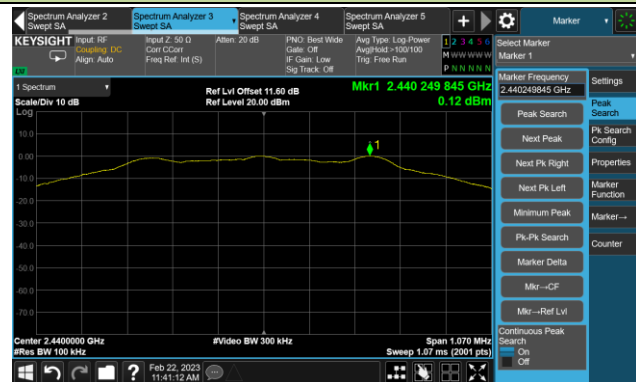 Spectrum Analyzer 2
Swept SA
Spectrum Analyzer 3
Swept SA
Spectrum Analyzer 4
Swept SA
Spectrum Analyzer 5
Swept SA
+
Marker
KEYSIGHT
Input: RF
Coupling: DC
Align: Auto
Input Z: 50 Ω
Corr CCorr
Freq Ref: Int (S)
Atten: 20 dB
PNO: Best Wide
Gate: Off
IF Gain: Low
Sig Track: Off
Avg Type: Log-Power
Avg|Hold:>100/100
Trig: Free Run
1 2 3 4 5 6
M W W W W W
P N N N N N
LW
Select Marker
Marker 1
1 Spectrum
Scale/Div 10 dB
Log
Ref Lvl Offset 11.60 dB
Ref Level 20.00 dBm
Mkr1 2.440 249 845 GHz
0.12 dBm
10.0
0.00
-10.0
-20.0
-30.0
-40.0
-50.0
-60.0
-70.0
1
Center 2.4400000 GHz
#Res BW 100 kHz
#Video BW 300 kHz
Span 1.070 MHz
Sweep 1.07 ms (2001 pts)
Marker Frequency
2.440249845 GHz
Peak Search
Next Peak
Next Pk Right
Next Pk Left
Minimum Peak
Pk-Pk Search
Marker Delta
Mkr→CF
Mkr→Ref Lvl
Continuous Peak
Search
On
Off
Settings
Peak
Search
Pk Search
Config
Properties
Marker
Function
Marker→
Counter
?
Feb 22, 2023
11:41:12 AM